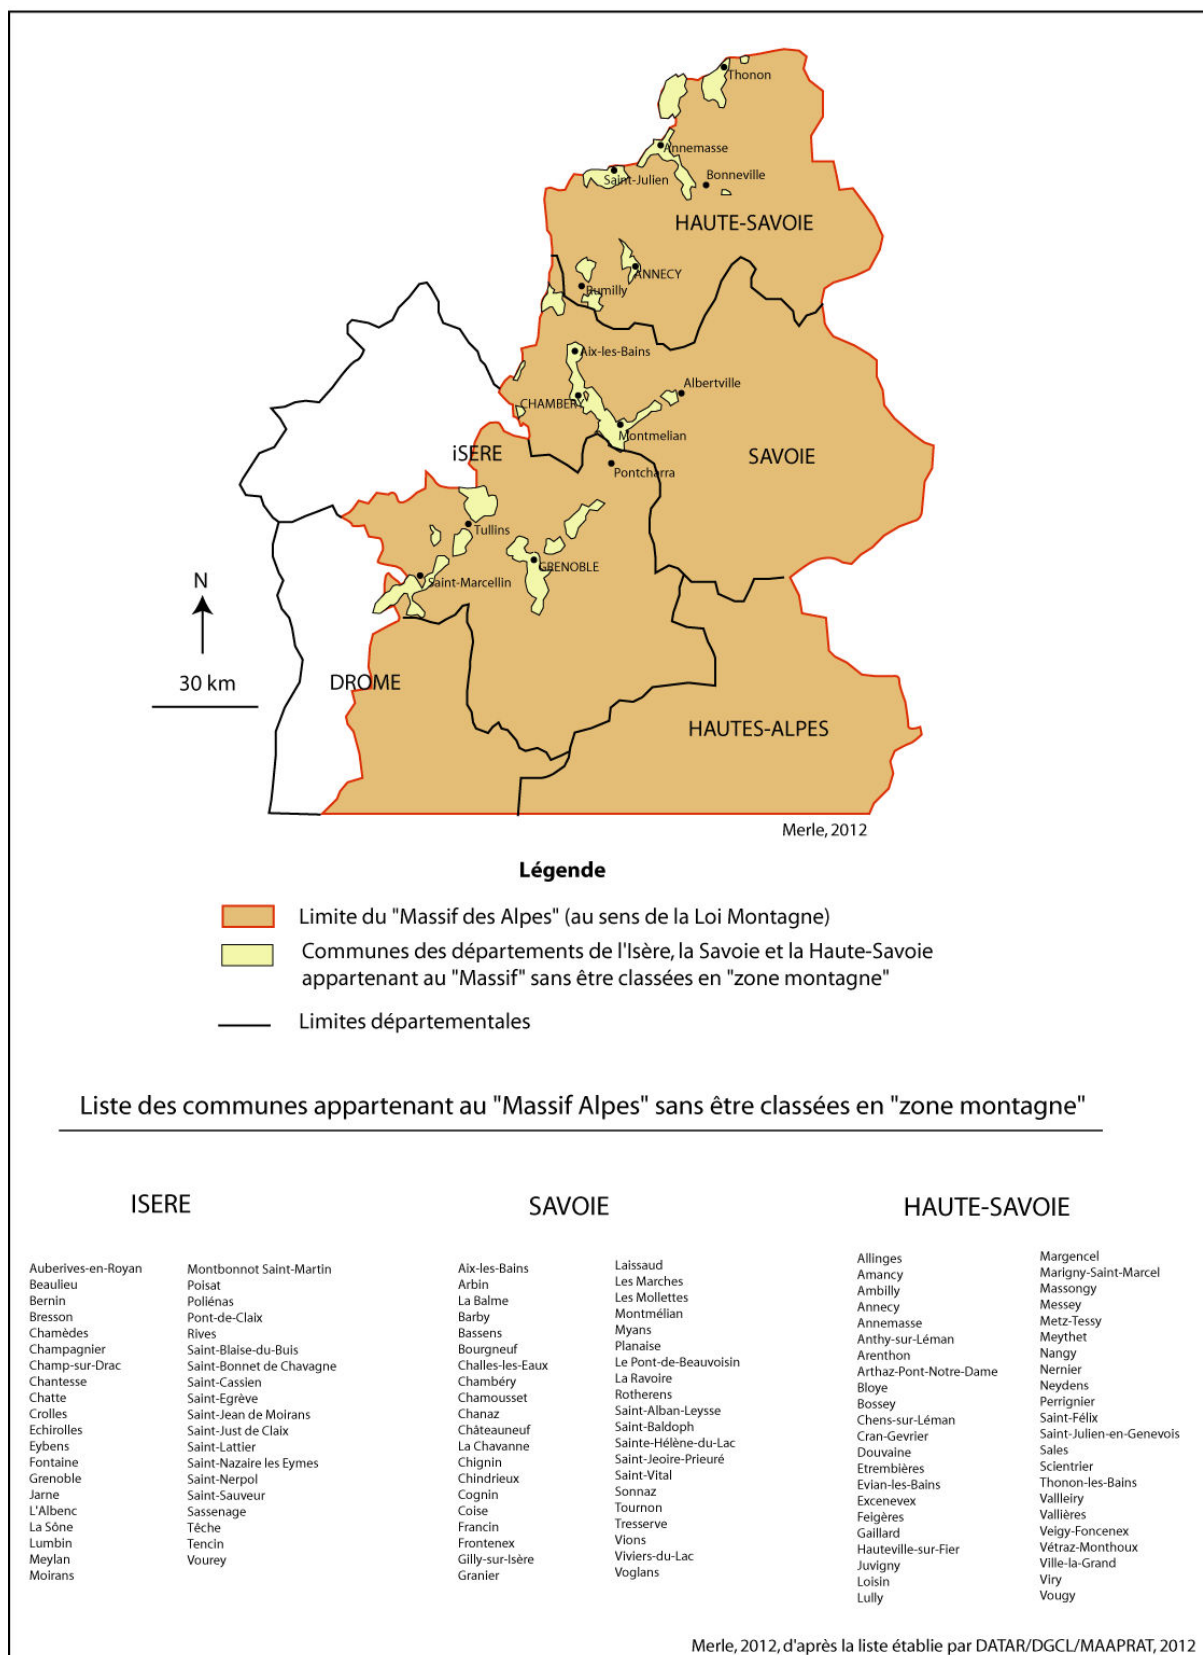 Thonon
Annemasse
Saint-Julien
Bonneville
HAUTE-SAVOIE
ANNECY
Rumilly
Aix-les-Bains
Albertville
CHAMBERY
Montmelian
iSERE
SAVOIE
Pontcharra
Tullins
GRENOBLE
Saint-Marcellin
N
30 km
DROME
HAUTES-ALPES
Merle, 2012
Légende
Limite du "Massif des Alpes" (au sens de la Loi Montagne)
Communes des départements de l'Isère, la Savoie et la Haute-Savoie
appartenant au "Massif" sans être classées en "zone montagne"
Limites départementales
Liste des communes appartenant au "Massif Alpes" sans être classées en "zone montagne"
ISERE
Auberives-en-Royan
Beaulieu
Bernin
Bresson
Chamèdes
Champagnier
Champ-sur-Drac
Chantesse
Chatte
Crolles
Echirolles
Eybens
Fontaine
Grenoble
Jarne
L'Albenc
La Sône
Lumbin
Meylan
Moirans
Montbonnot Saint-Martin
Poisat
Poliénas
Pont-de-Claix
Rives
Saint-Blaise-du-Buis
Saint-Bonnet de Chavagne
Saint-Cassien
Saint-Egrève
Saint-Jean de Moirans
Saint-Just de Claix
Saint-Lattier
Saint-Nazaire les Eymes
Saint-Nerpol
Saint-Sauveur
Sassenage
Têche
Tencin
Vourey
SAVOIE
Aix-les-Bains
Arbin
La Balme
Barby
Bassens
Bourgneuf
Challes-les-Eaux
Chambéry
Chamousset
Chanaz
Châteauneuf
La Chavanne
Chignin
Chindrieux
Cognin
Coise
Francin
Frontenex
Gilly-sur-Isère
Granier
Laissaud
Les Marches
Les Mollettes
Montmélian
Myans
Planaise
Le Pont-de-Beauvoisin
La Ravoire
Rotherens
Saint-Alban-Leysse
Saint-Baldoph
Sainte-Hélène-du-Lac
Saint-Jeoire-Prieuré
Saint-Vital
Sonnaz
Tournon
Tresserve
Vions
Viviers-du-Lac
Voglans
HAUTE-SAVOIE
Allinges
Amancy
Ambilly
Annecy
Annemasse
Anthy-sur-Léman
Arenthon
Arthaz-Pont-Notre-Dame
Bloye
Bossey
Chens-sur-Léman
Cran-Gevrier
Douvaine
Etrembières
Evian-les-Bains
Excenevex
Feigères
Gaillard
Hauteville-sur-Fier
Juvigny
Loisin
Lully
Margencel
Marigny-Saint-Marcel
Massongy
Messey
Metz-Tessy
Meythet
Nangy
Nernier
Neydens
Perrignier
Saint-Félix
Saint-Julien-en-Genevois
Sales
Scientrier
Thonon-les-Bains
Vallleiry
Vallières
Veigy-Foncenex
Vétraz-Monthoux
Ville-la-Grand
Viry
Vougy
Merle, 2012, d'après la liste établie par DATAR/DGCL/MAAPRAT, 2012